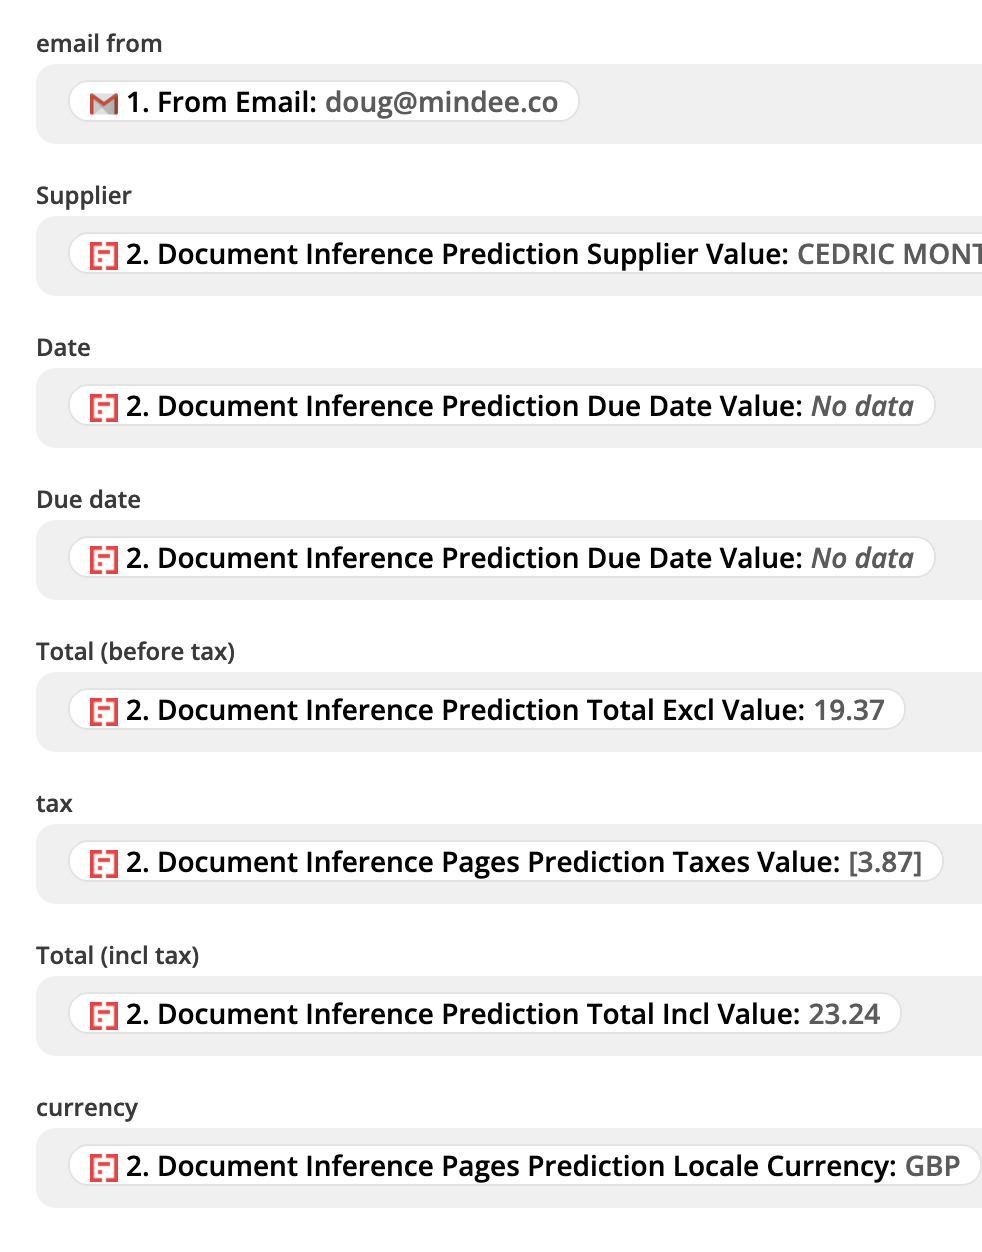 email from
1. From Email: doug@mindee.co
Supplier
2. Document Inference Prediction Supplier Value: CEDRIC MONT
Date
2. Document Inference Prediction Due Date Value: No data
Due date
2. Document Inference Prediction Due Date Value: No data
Total (before tax)
2. Document Inference Prediction Total Excl Value: 19.37
tax
2. Document Inference Pages Prediction Taxes Value: [3.87]
Total (incl tax)
2. Document Inference Prediction Total Incl Value: 23.24
currency
2. Document Inference Pages Prediction Locale Currency: GBP